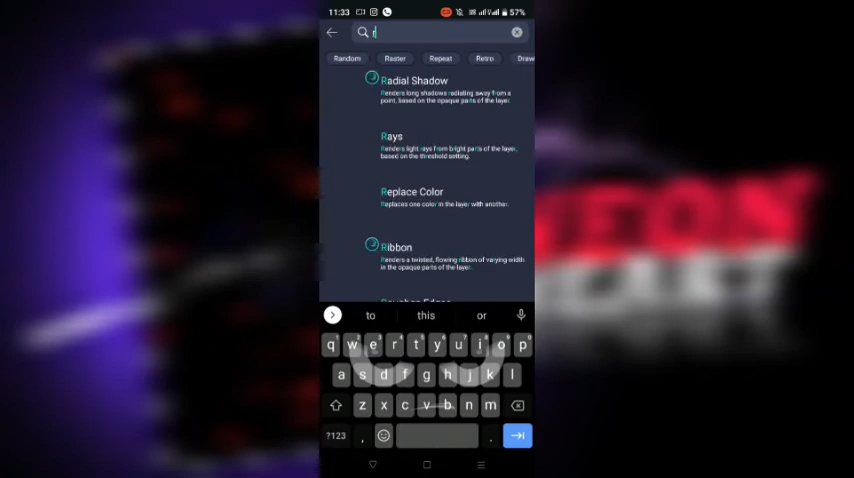 11:33 57%
r
Random Raster Repeat Retro Draw
Radial Shadow
Renders long shadows radiating away from a
point, based on the opaque parts of the layer.
Rays
Renders light rays from bright parts of the layer,
based on the threshold setting.
Replace Color
Replaces one color in the layer with another.
Ribbon
Renders a twisted, flowing ribbon of varying width
in the opaque parts of the layer.
to this or
q w e r t y u i o p
a s d f g h j k l
z x c v b n m
?123 , .